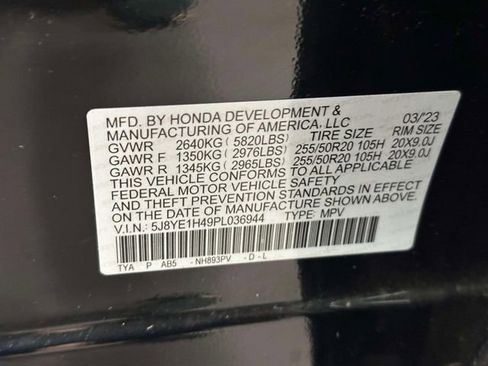 MFD. BY HONDA DEVELOPMENT & 03/'23
MANUFACTURING OF AMERICA, LLC
GVWR 2640KG (5820LBS) TIRE SIZE RIM SIZE
GAWR F 1350KG (2976LBS) 255/50R20 105H 20X9.0J
GAWR R 1345KG (2965LBS) 255/50R20 105H 20X9.0J
THIS VEHICLE CONFORMS TO ALL APPLICABLE
FEDERAL MOTOR VEHICLE SAFETY, BUMPER,
AND THEFT PREVENTION STANDARDS IN EFFECT
ON THE DATE OF MANUFACTURE SHOWN ABOVE.
V.I.N.: 5J8YE1H49PL036944 TYPE: MPV
TYA P AB5 -NH893PV -D-L